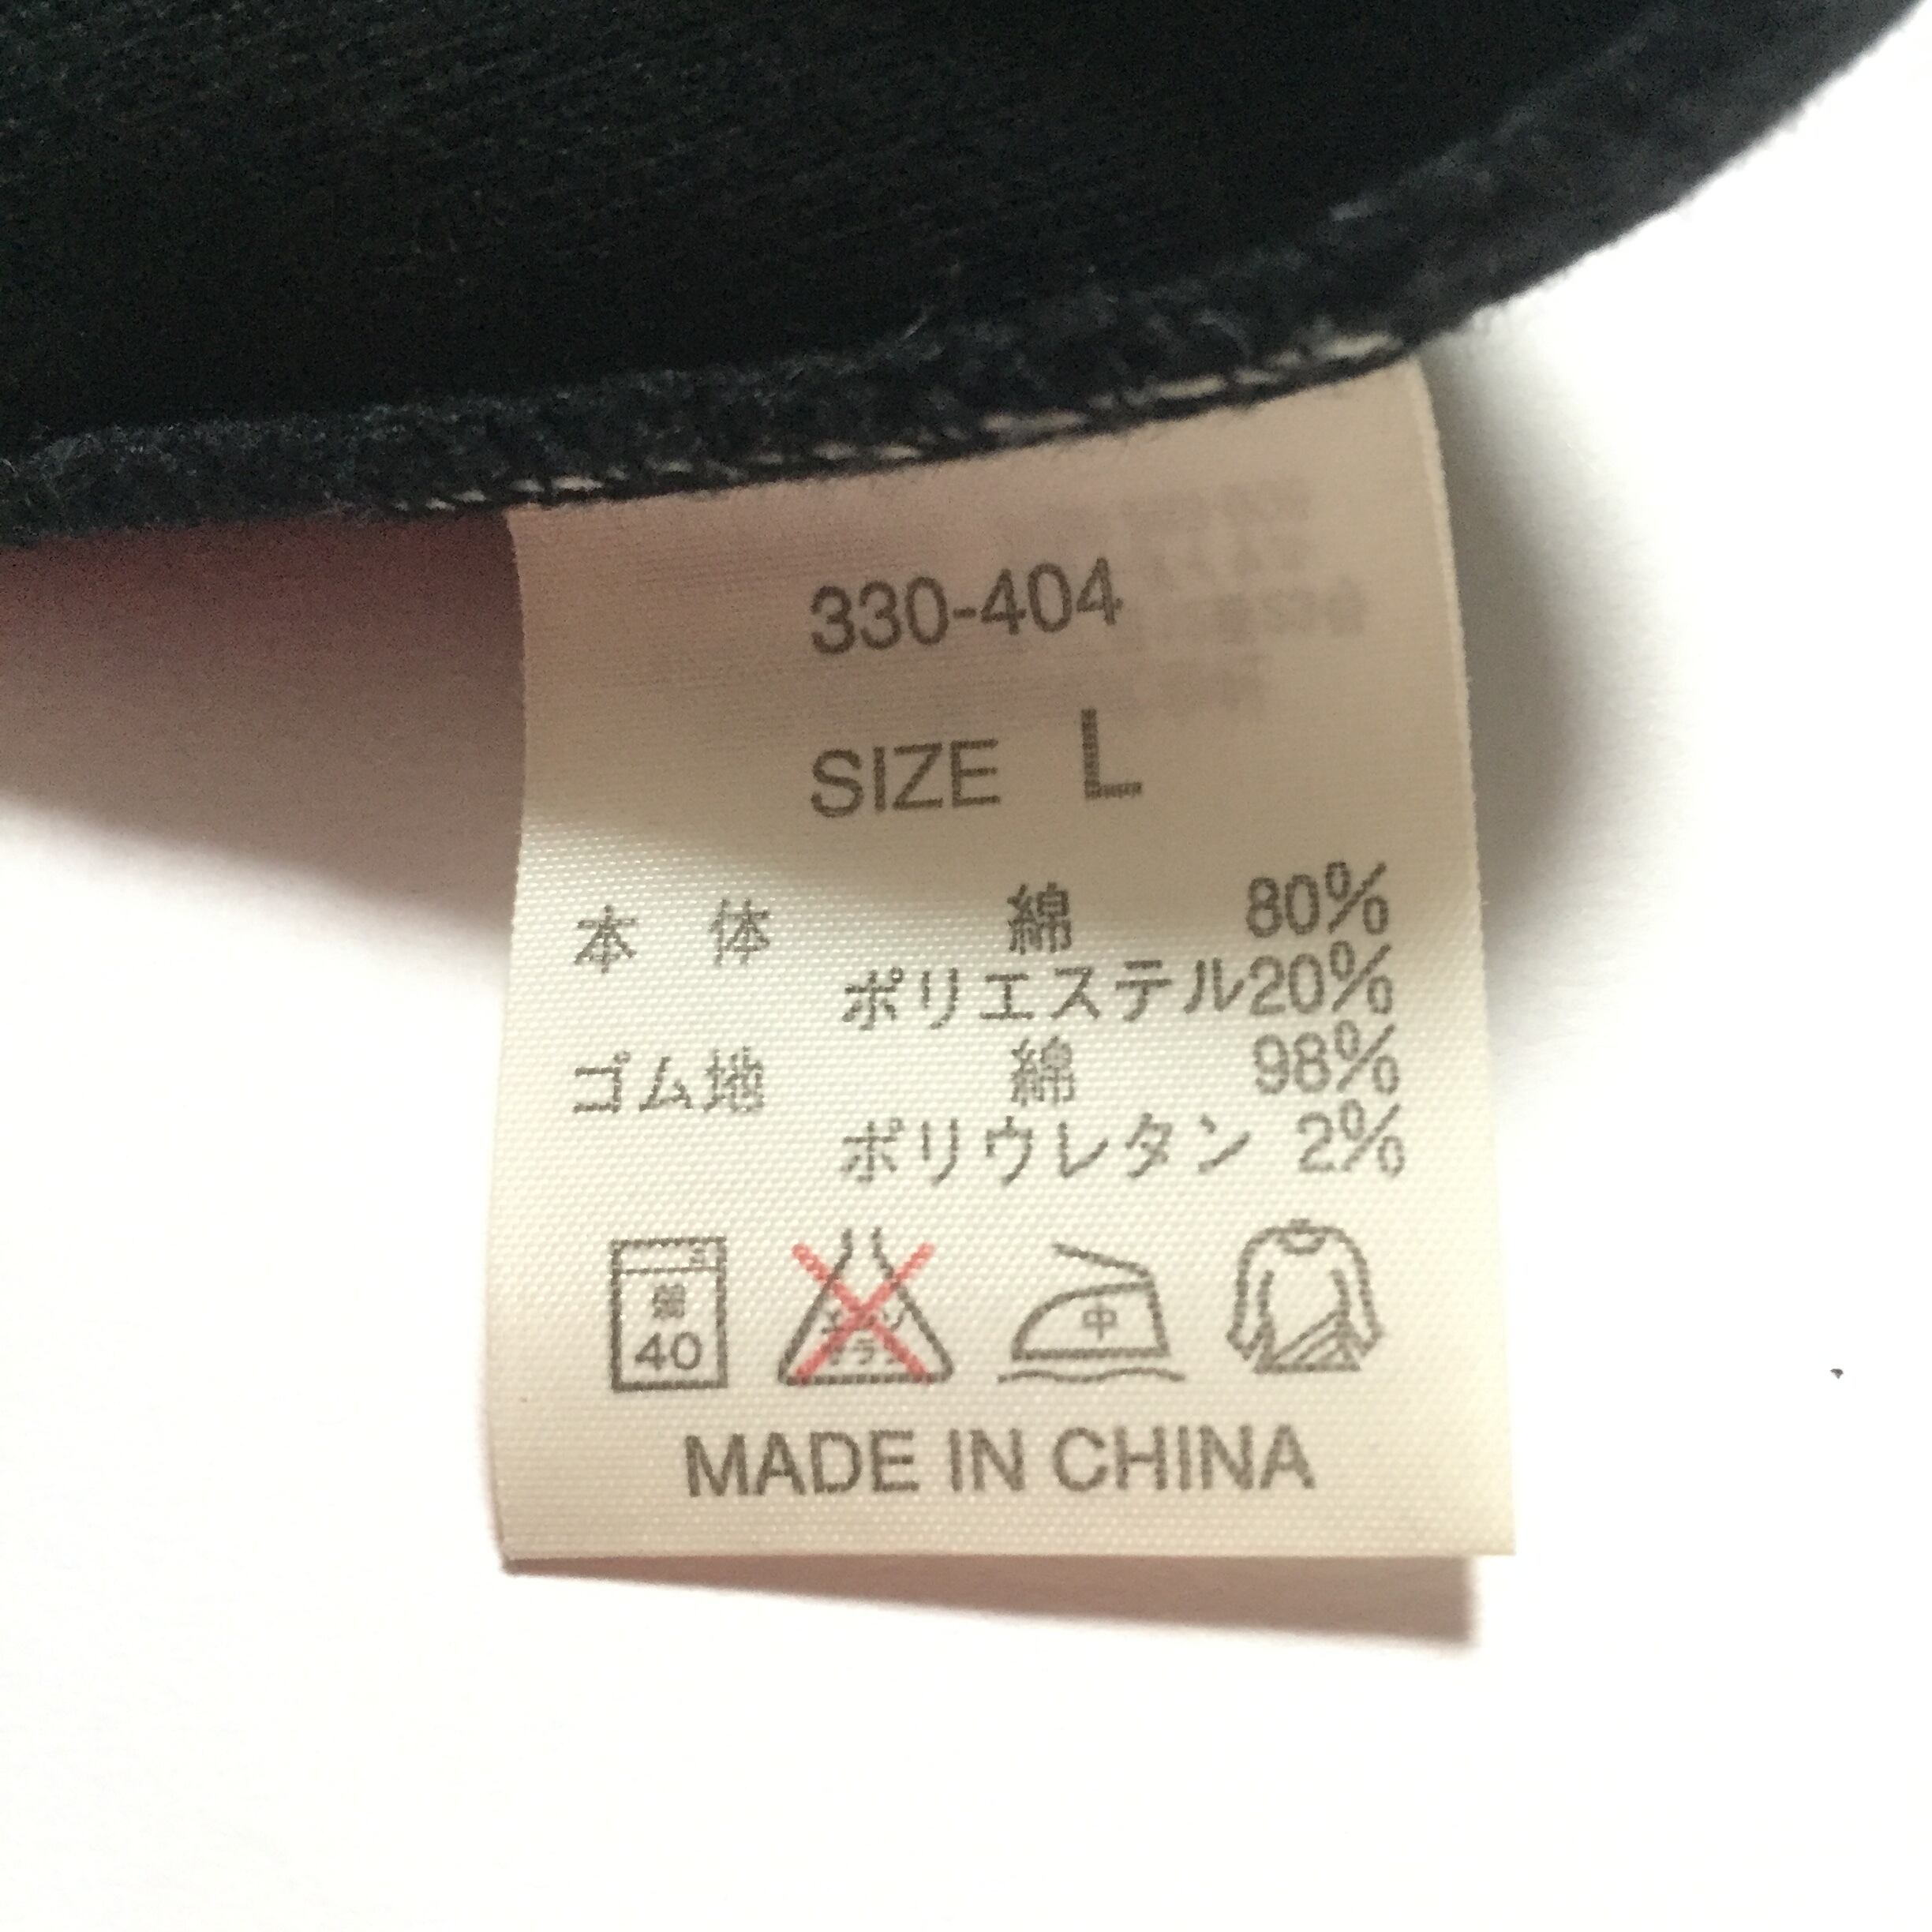 330-404
SIZE L
本 体 綿 80%
ポリエステル20%
ゴム地 綿 98%
ポリウレタン 2%
40
中
MADE IN CHINA